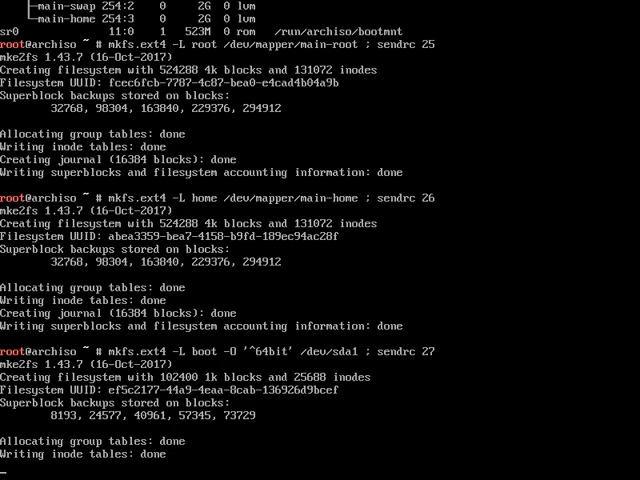 ├─main-swap 254:2    0    2G  0 lvm
└─main-home 254:3    0    2G  0 lvm
sr0              11:0    1  523M  0 rom   /run/archiso/bootmnt
root@archiso ~ # mkfs.ext4 -L root /dev/mapper/main-root ; sendrc 25
mke2fs 1.43.7 (16-Oct-2017)
Creating filesystem with 524288 4k blocks and 131072 inodes
Filesystem UUID: fcec6fcb-7787-4c87-bea0-e4cad4b04a9b
Superblock backups stored on blocks:
        32768, 98304, 163840, 229376, 294912
Allocating group tables: done
Writing inode tables: done
Creating journal (16384 blocks): done
Writing superblocks and filesystem accounting information: done
root@archiso ~ # mkfs.ext4 -L home /dev/mapper/main-home ; sendrc 26
mke2fs 1.43.7 (16-Oct-2017)
Creating filesystem with 524288 4k blocks and 131072 inodes
Filesystem UUID: abea3359-bea7-4158-b9fd-189ec94ac28f
Superblock backups stored on blocks:
        32768, 98304, 163840, 229376, 294912
Allocating group tables: done
Writing inode tables: done
Creating journal (16384 blocks): done
Writing superblocks and filesystem accounting information: done
root@archiso ~ # mkfs.ext4 -L boot -O '^64bit' /dev/sda1 ; sendrc 27
mke2fs 1.43.7 (16-Oct-2017)
Creating filesystem with 102400 1k blocks and 25688 inodes
Filesystem UUID: ef5c2177-44a9-4eaa-8cab-136926d9bcef
Superblock backups stored on blocks:
        8193, 24577, 40961, 57345, 73729
Allocating group tables: done
Writing inode tables: done